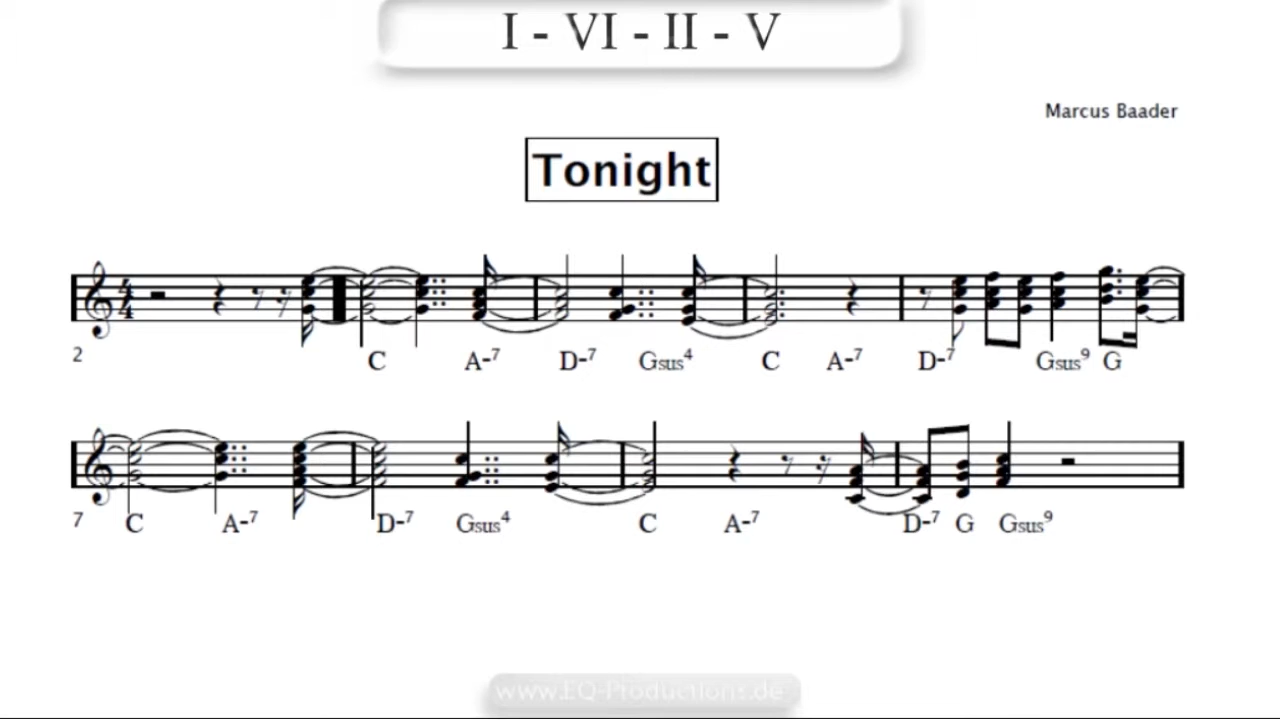 I - VI - II - V
Marcus Baader
Tonight
2 C A-7 D-7 Gsus4 C A-7 D-7 Gsus9 G
7 C A-7 D-7 Gsus4 C A-7 D-7 G Gsus9
www.EQ-Productions.de